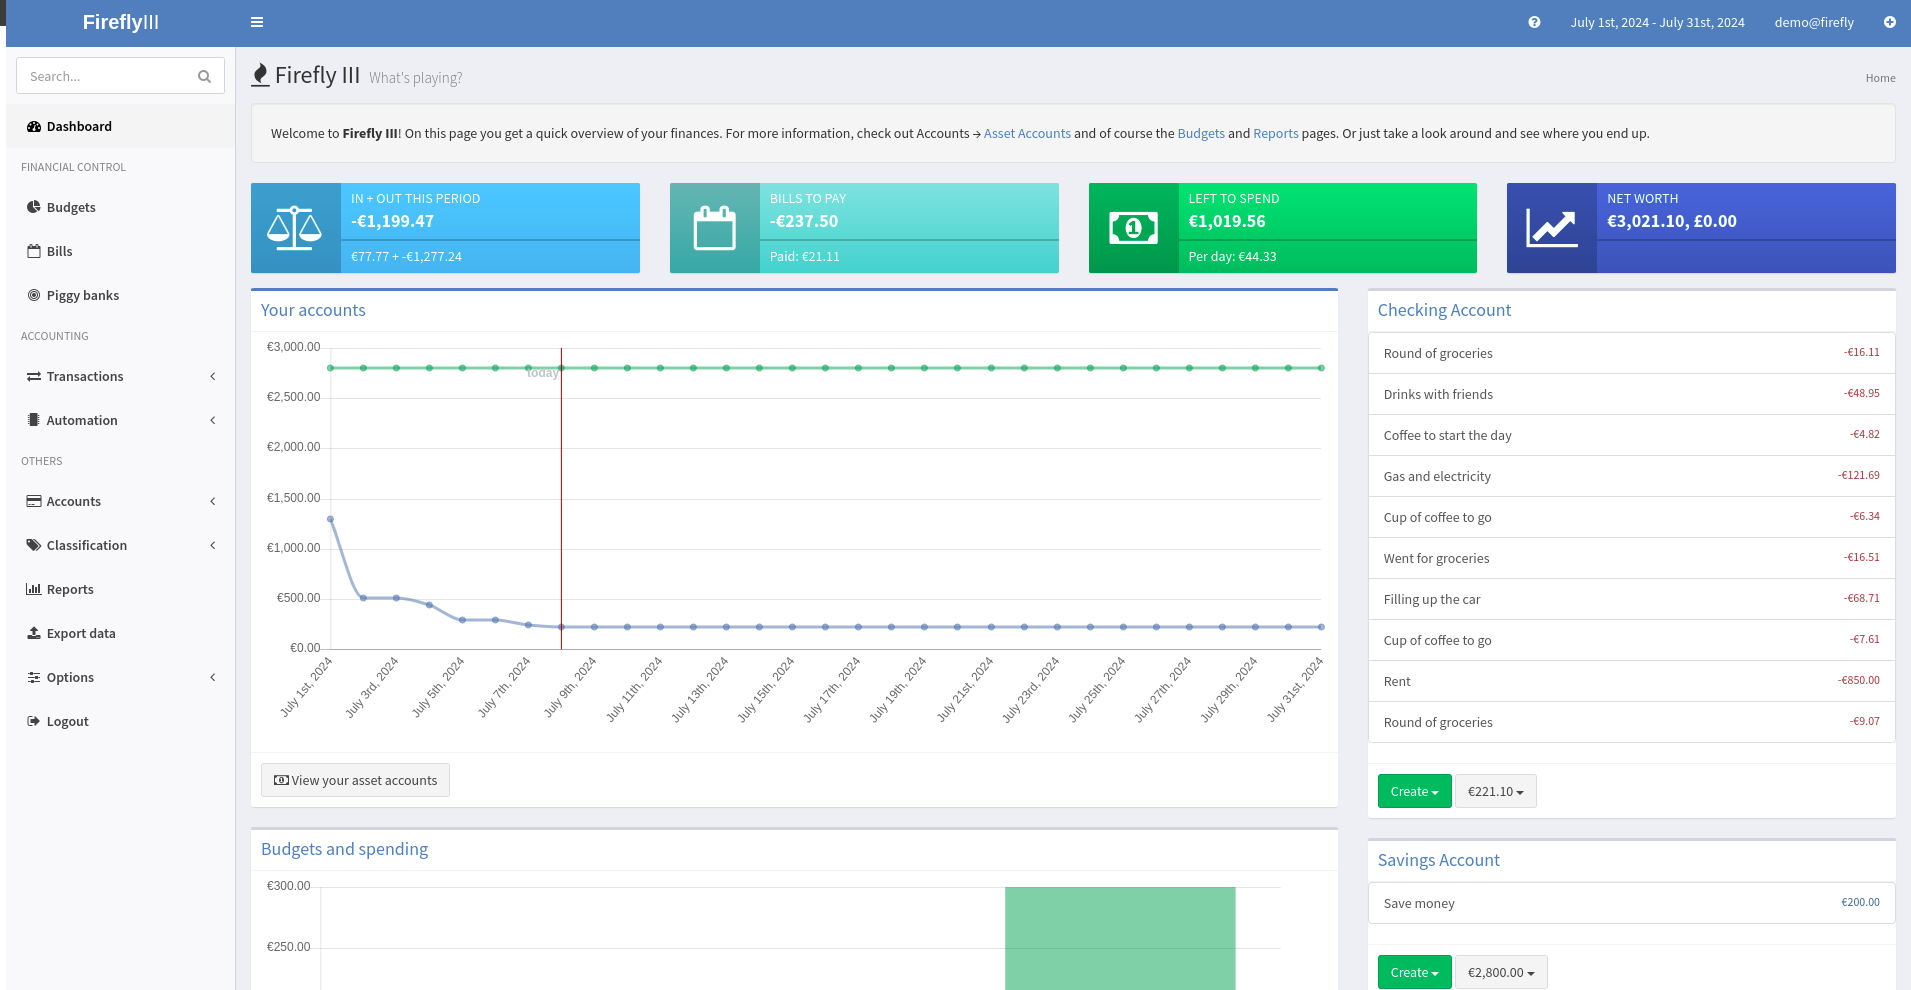 FireflyIII
July 1st, 2024 - July 31st, 2024
demo@firefly
Search...
Dashboard
FINANCIAL CONTROL
Budgets
Bills
Piggy banks
ACCOUNTING
Transactions
Automation
OTHERS
Accounts
Classification
Reports
Export data
Options
Logout
Firefly III What's playing?
Home
Welcome to Firefly III! On this page you get a quick overview of your finances. For more information, check out Accounts → Asset Accounts and of course the Budgets and Reports pages. Or just take a look around and see where you end up.
IN + OUT THIS PERIOD
-€1,199.47
€77.77 + -€1,277.24
BILLS TO PAY
-€237.50
Paid: €21.11
LEFT TO SPEND
€1,019.56
Per day: €44.33
NET WORTH
€3,021.10, £0.00
Your accounts
€3,000.00
€2,500.00
€2,000.00
€1,500.00
€1,000.00
€500.00
€0.00
today
July 1st, 2024
July 3rd, 2024
July 5th, 2024
July 7th, 2024
July 9th, 2024
July 11th, 2024
July 13th, 2024
July 15th, 2024
July 17th, 2024
July 19th, 2024
July 21st, 2024
July 23rd, 2024
July 25th, 2024
July 27th, 2024
July 29th, 2024
July 31st, 2024
View your asset accounts
Budgets and spending
€300.00
€250.00
Checking Account
Round of groceries -€16.11
Drinks with friends -€48.95
Coffee to start the day -€4.82
Gas and electricity -€121.69
Cup of coffee to go -€6.34
Went for groceries -€16.51
Filling up the car -€68.71
Cup of coffee to go -€7.61
Rent -€850.00
Round of groceries -€9.07
Create €221.10
Savings Account
Save money €200.00
Create €2,800.00